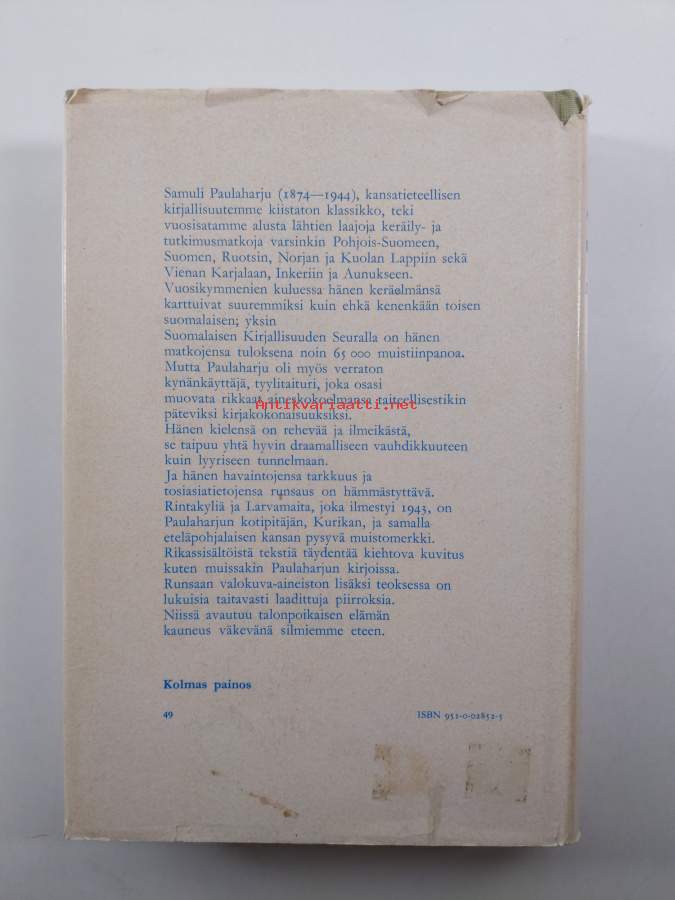 Samuli Paulaharju (1874—1944), kansatieteellisen
kirjallisuutemme kiistaton klassikko, teki
vuosisatamme alusta lähtien laajoja keräily- ja
tutkimusmatkoja varsinkin Pohjois-Suomeen,
Suomen, Ruotsin, Norjan ja Kuolan Lappiin sekä
Vienan Karjalaan, Inkeriin ja Aunukseen.
Vuosikymmenien kuluessa hänen keräelmänsä
karttuivat suuremmiksi kuin ehkä kenenkään toisen
suomalaisen; yksin
Suomalaisen Kirjallisuuden Seuralla on hänen
matkojensa tuloksena noin 65 000 muistiinpanoa.
Mutta Paulaharju oli myös verraton
kynänkäyttäjä, tyylitaituri, joka osasi
muovata rikkaat aineskokoelmansa taiteellisestikin
Antikvariaatti.net
päteviksi kirjakokonaisuuksiksi.
Hänen kielensä on rehevää ja ilmeikästä,
se taipuu yhtä hyvin draamalliseen vauhdikkuuteen
kuin lyyriseen tunnelmaan.
Ja hänen havaintojensa tarkkuus ja
tosiasiatietojensa runsaus on hämmästyttävä.
Rintakyliä ja Larvamaita, joka ilmestyi 1943, on
Paulaharjun kotipitäjän, Kurikan, ja samalla
eteläpohjalaisen kansan pysyvä muistomerkki.
Rikassisältöistä tekstiä täydentää kiehtova kuvitus
kuten muissakin Paulaharjun kirjoissa.
Runsaan valokuva-aineiston lisäksi teoksessa on
lukuisia taitavasti laadittuja piirroksia.
Niissä avautuu talonpoikaisen elämän
kauneus väkevänä silmiemme eteen.
Kolmas painos
49 ISBN 951-0-02852-5